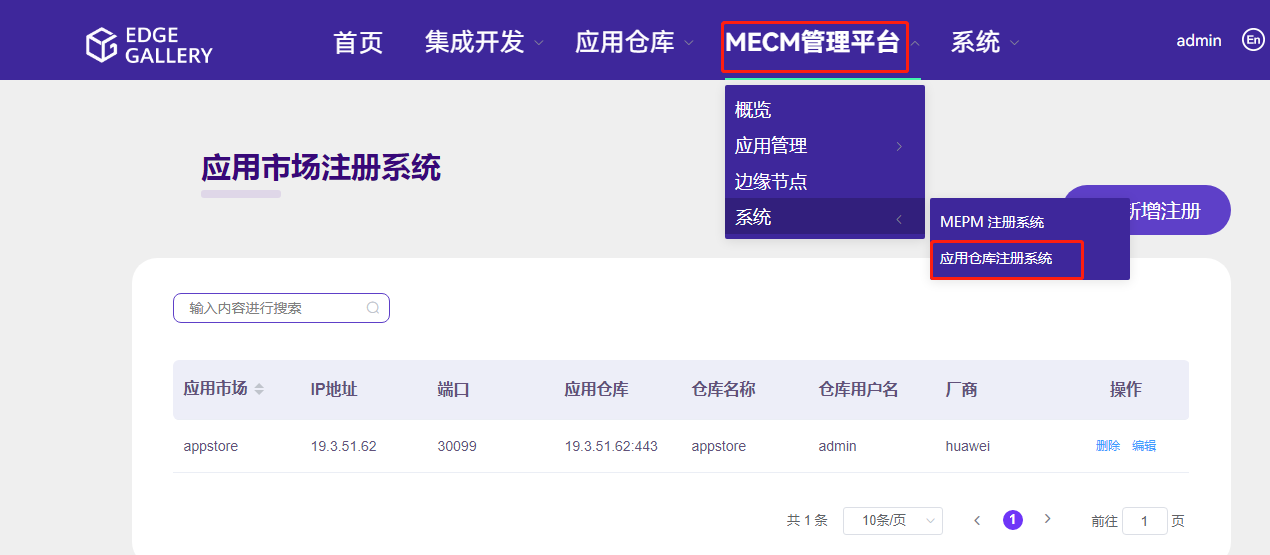 EDGE
GALLERY
首页
集成开发
应用仓库
MECM管理平台
系统
admin
En
概览
应用管理
边缘节点
系统
MEPM 注册系统
应用仓库注册系统
应用市场注册系统
新增注册
输入内容进行搜索
应用市场 IP地址 端口 应用仓库 仓库名称 仓库用户名 厂商 操作
appstore 19.3.51.62 30099 19.3.51.62:443 appstore admin huawei 删除 编辑
共 1 条 10条/页 1 前往 1 页